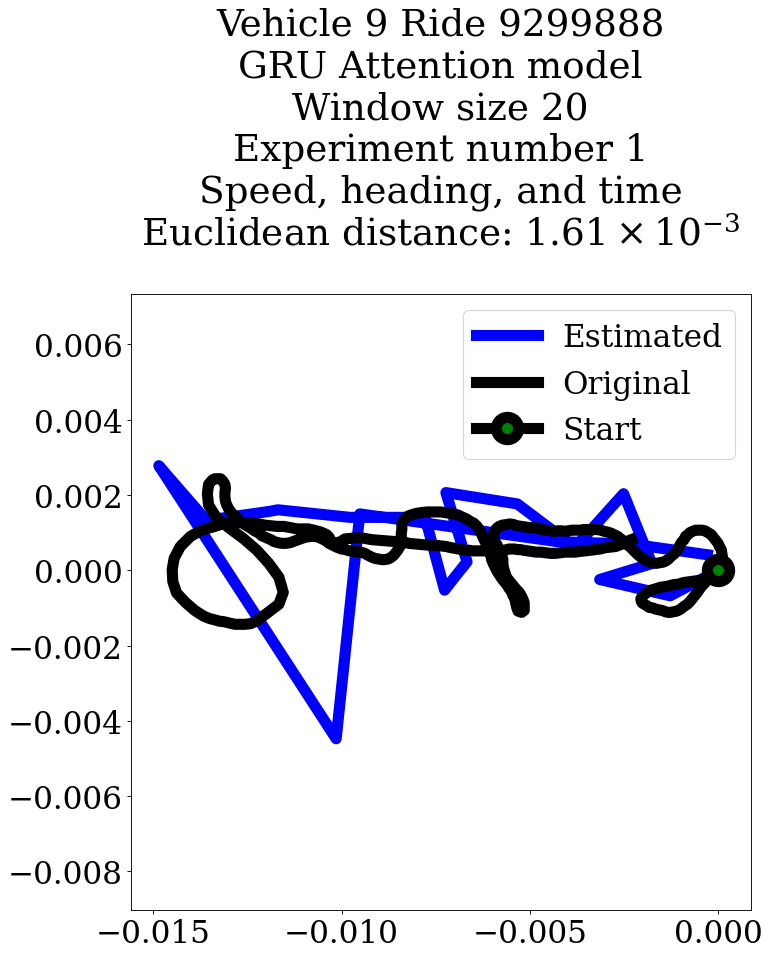 Vehicle 9 Ride 9299888
GRU Attention model
Window size 20
Experiment number 1
Speed, heading, and time
Euclidean distance: 1.61 × 10⁻³
Estimated
Original
Start
0.006
0.004
0.002
0.000
−0.002
−0.004
−0.006
−0.008
−0.015 −0.010 −0.005 0.000